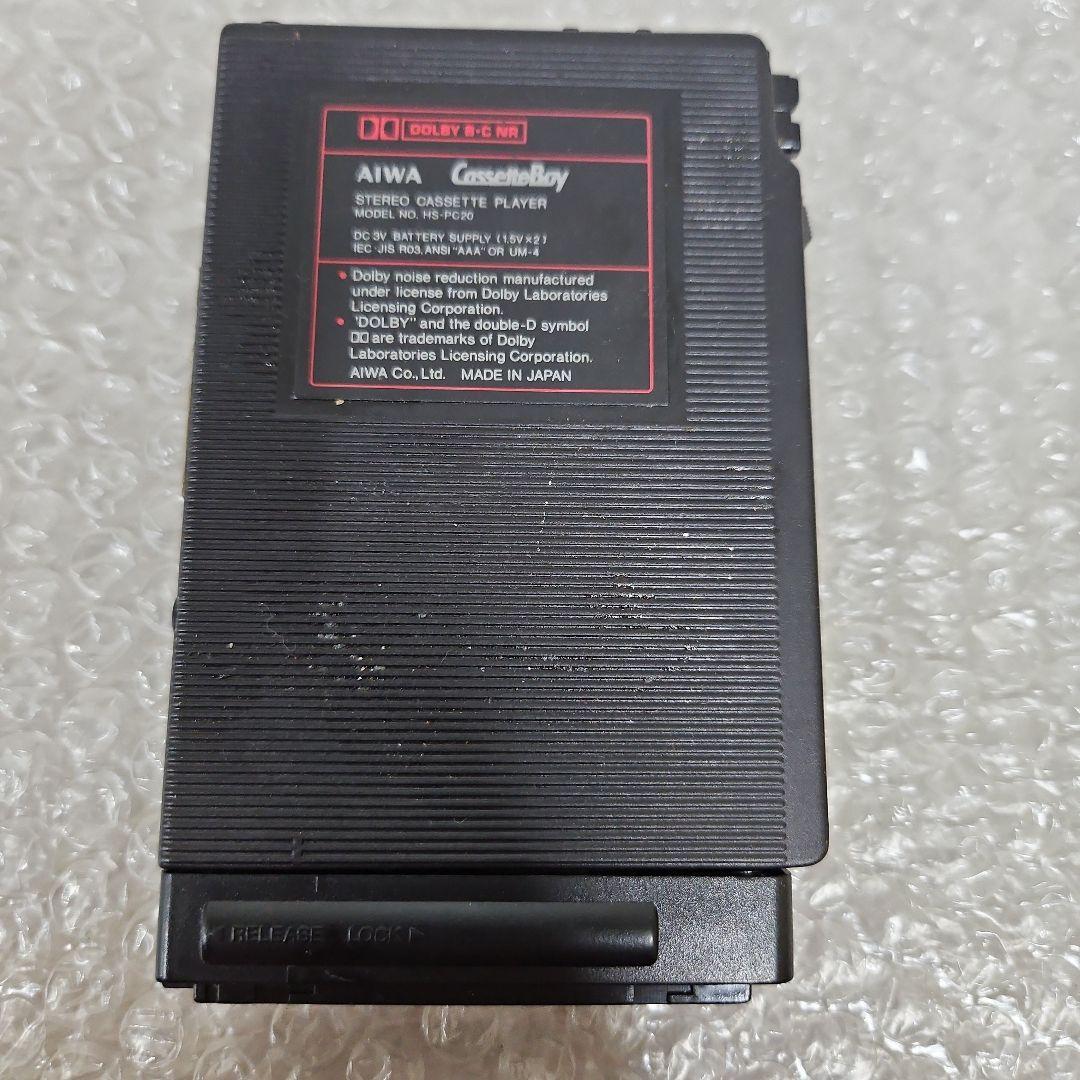 DOLBY B-C NR
AIWA CassetteBoy
STEREO CASSETTE PLAYER
MODEL NO. HS-PC20
DC 3V BATTERY SUPPLY (1.5V×2)
IEC·JIS R03, ANSI "AAA" OR UM-4
• Dolby noise reduction manufactured
under license from Dolby Laboratories
Licensing Corporation.
• "DOLBY" and the double-D symbol
are trademarks of Dolby
Laboratories Licensing Corporation.
AIWA Co., Ltd. MADE IN JAPAN
RELEASE LOCK